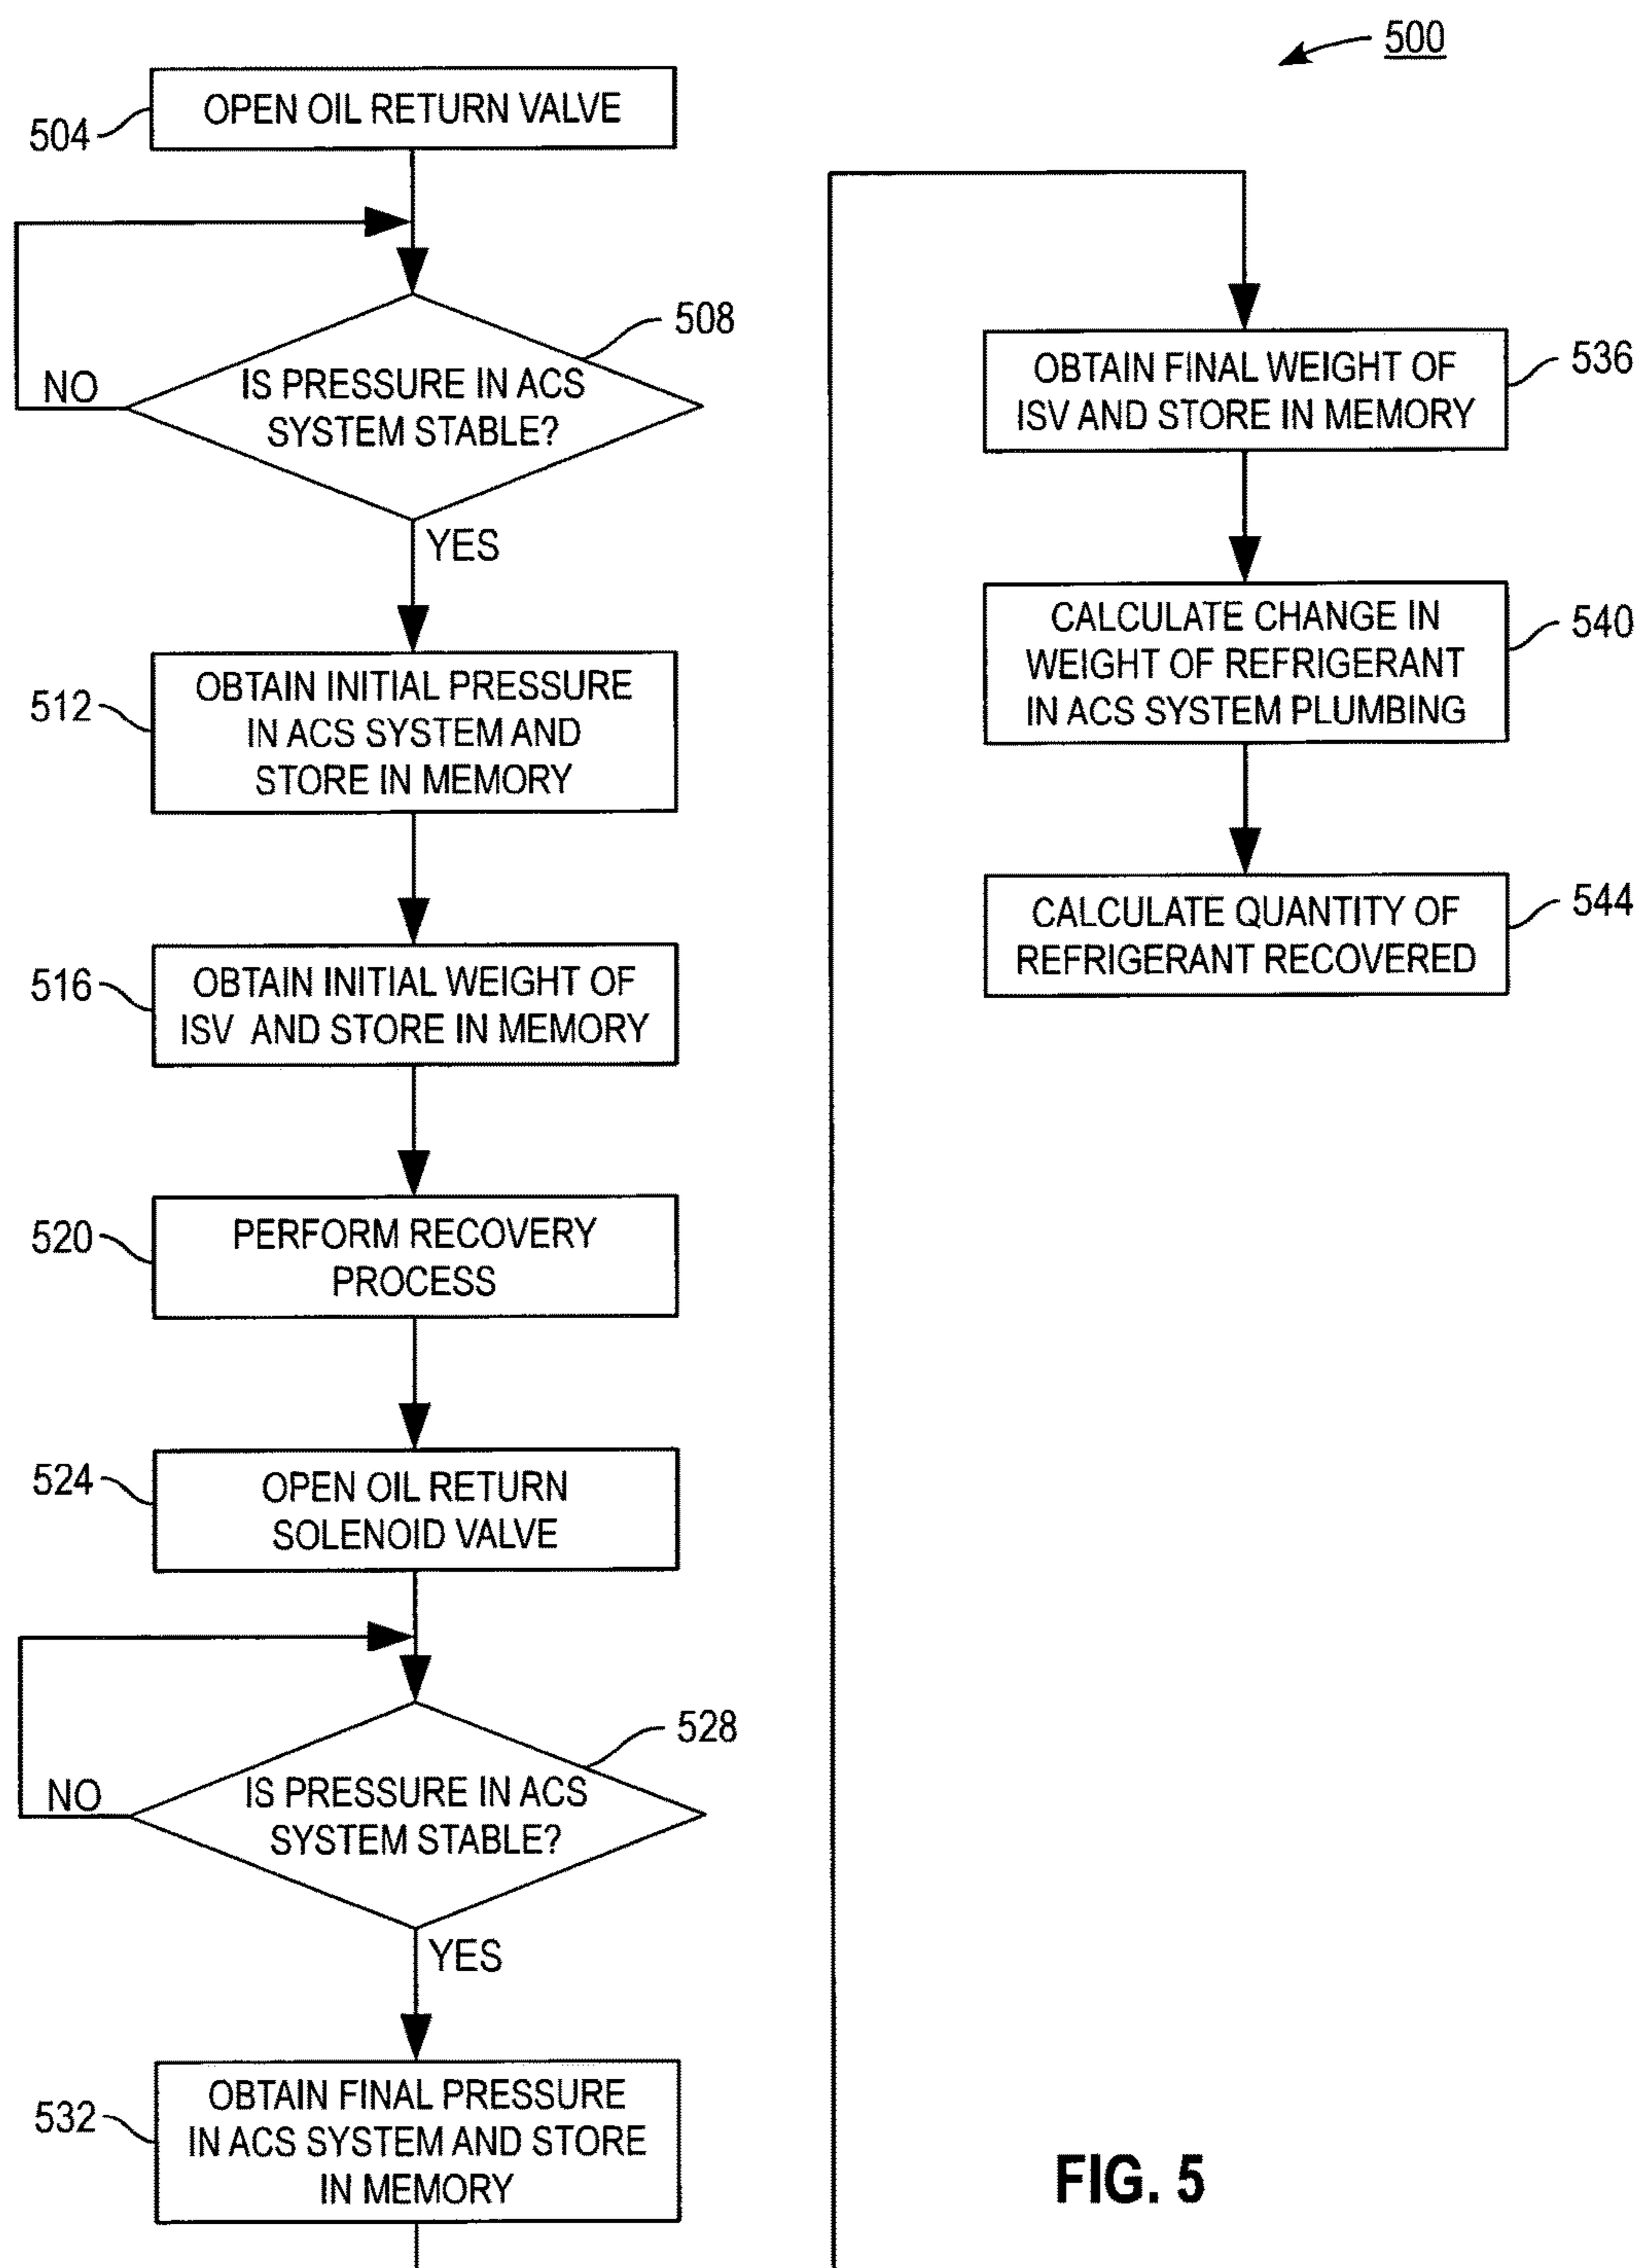 500
504
OPEN OIL RETURN VALVE
508
IS PRESSURE IN ACS
SYSTEM STABLE?
NO
YES
512
OBTAIN INITIAL PRESSURE
IN ACS SYSTEM AND
STORE IN MEMORY
516
OBTAIN INITIAL WEIGHT OF
ISV AND STORE IN MEMORY
520
PERFORM RECOVERY
PROCESS
524
OPEN OIL RETURN
SOLENOID VALVE
528
IS PRESSURE IN ACS
SYSTEM STABLE?
NO
YES
532
OBTAIN FINAL PRESSURE
IN ACS SYSTEM AND STORE
IN MEMORY
536
OBTAIN FINAL WEIGHT OF
ISV AND STORE IN MEMORY
540
CALCULATE CHANGE IN
WEIGHT OF REFRIGERANT
IN ACS SYSTEM PLUMBING
544
CALCULATE QUANTITY OF
REFRIGERANT RECOVERED
FIG. 5